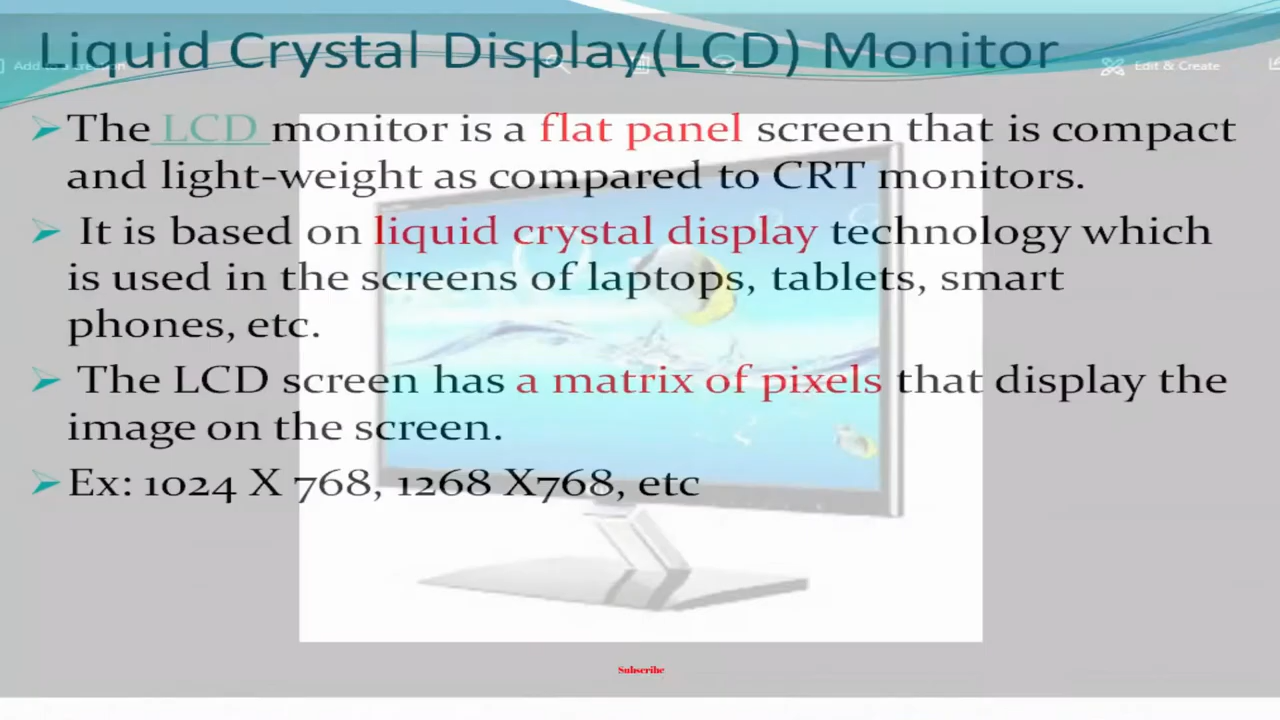 Liquid Crystal Display(LCD) Monitor
Edit & Create
The LCD monitor is a flat panel screen that is compact
and light-weight as compared to CRT monitors.
It is based on liquid crystal display technology which
is used in the screens of laptops, tablets, smart
phones, etc.
The LCD screen has a matrix of pixels that display the
image on the screen.
Ex: 1024 X 768, 1268 X768, etc
Subscribe